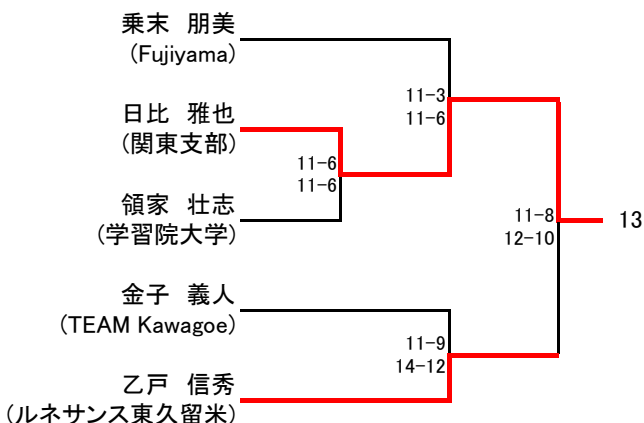 乗末　朋美
(Fujiyama)
11-3
11-6
日比　雅也
(関東支部)
11-6
11-6
領家　壮志
(学習院大学)
11-8
12-10
13
金子　義人
(TEAM Kawagoe)
11-9
14-12
乙戸　信秀
(ルネサンス東久留米)